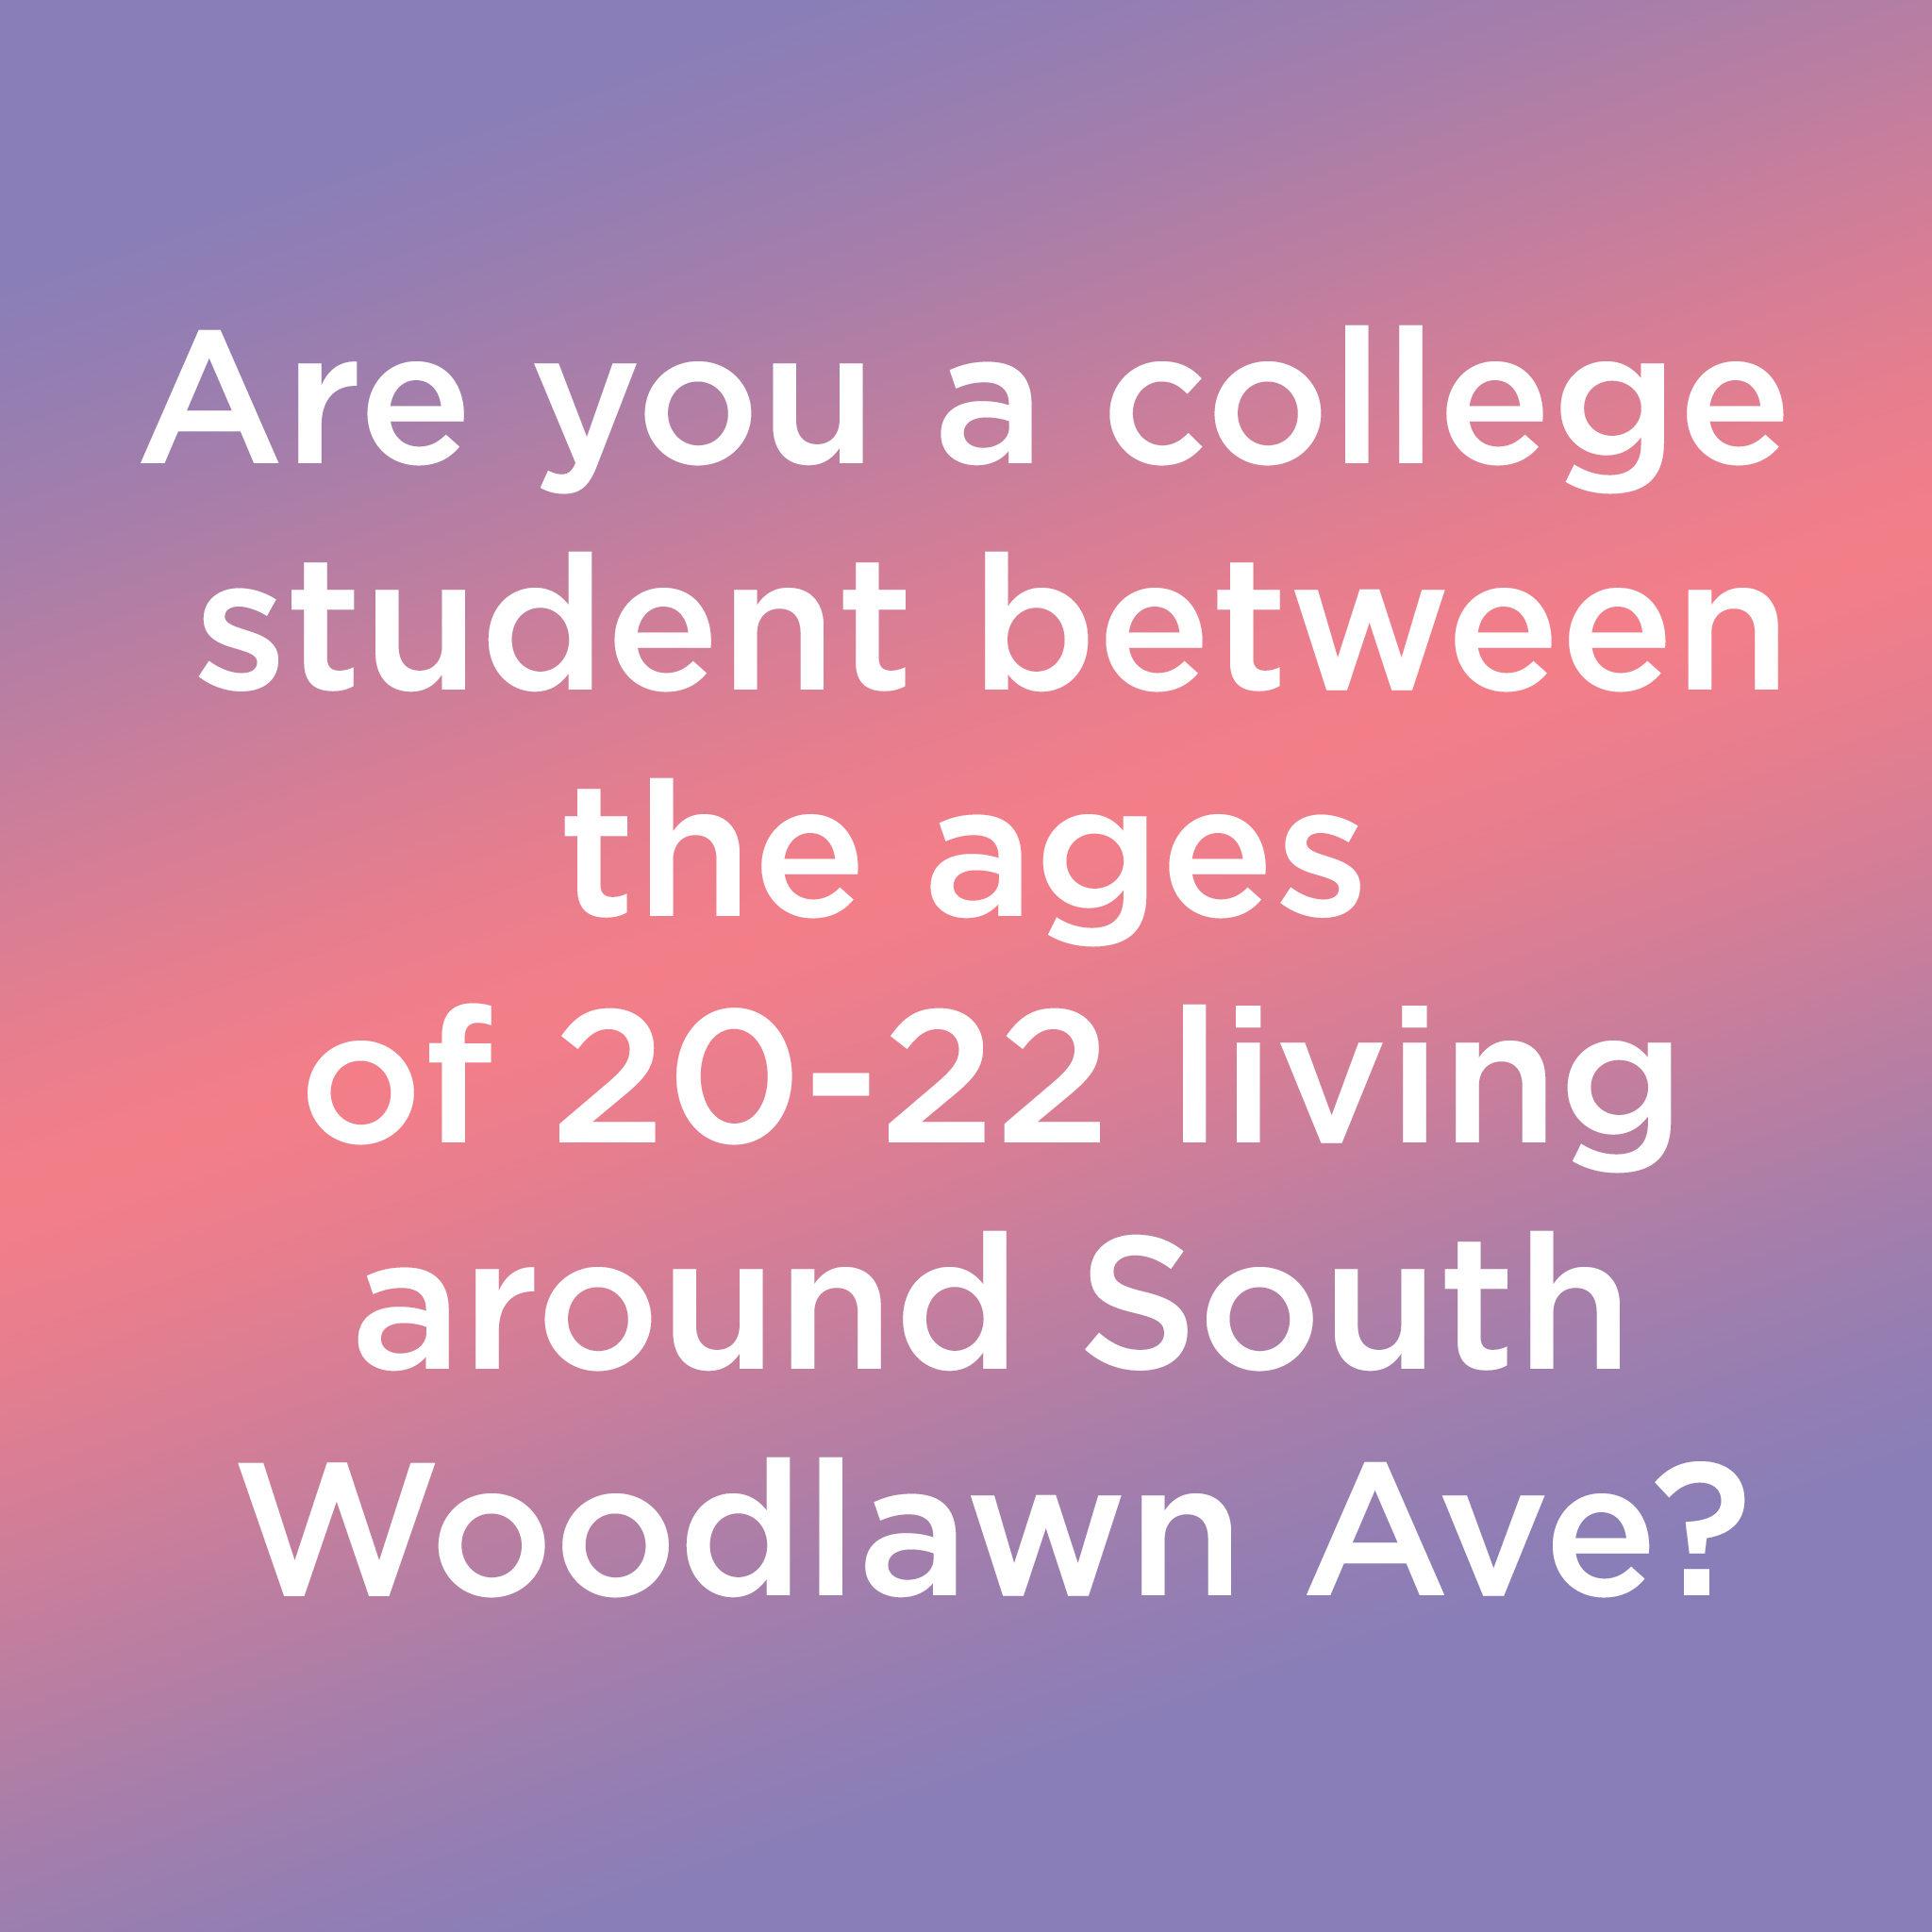 Are you a college
student between
the ages
of 20-22 living
around South
Woodlawn Ave?